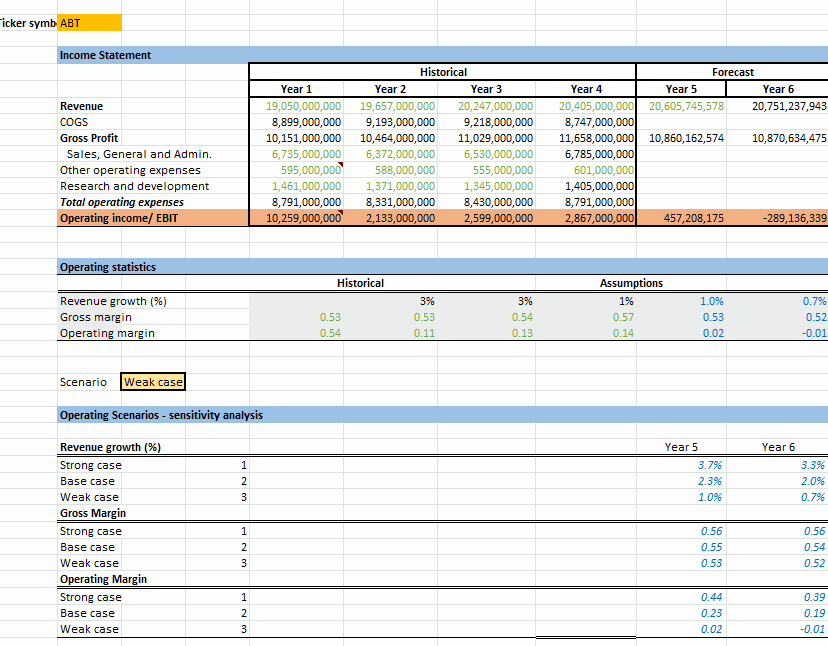 Ticker symb ABT
Income Statement
Historical Forecast
Year 1 Year 2 Year 3 Year 4 Year 5 Year 6
Revenue 19,050,000,000 19,657,000,000 20,247,000,000 20,405,000,000 20,605,745,578 20,751,237,943
COGS 8,899,000,000 9,193,000,000 9,218,000,000 8,747,000,000
Gross Profit 10,151,000,000 10,464,000,000 11,029,000,000 11,658,000,000 10,860,162,574 10,870,634,475
Sales, General and Admin. 6,735,000,000 6,372,000,000 6,530,000,000 6,785,000,000
Other operating expenses 595,000,000 588,000,000 555,000,000 601,000,000
Research and development 1,461,000,000 1,371,000,000 1,345,000,000 1,405,000,000
Total operating expenses 8,791,000,000 8,331,000,000 8,430,000,000 8,791,000,000
Operating income/ EBIT 10,259,000,000 2,133,000,000 2,599,000,000 2,867,000,000 457,208,175 -289,136,339
Operating statistics
Historical Assumptions
Revenue growth (%) 3% 3% 1% 1.0% 0.7%
Gross margin 0.53 0.53 0.54 0.57 0.53 0.52
Operating margin 0.54 0.11 0.13 0.14 0.02 -0.01
Scenario Weak case
Operating Scenarios - sensitivity analysis
Revenue growth (%) Year 5 Year 6
Strong case 1 3.7% 3.3%
Base case 2 2.3% 2.0%
Weak case 3 1.0% 0.7%
Gross Margin
Strong case 1 0.56 0.56
Base case 2 0.55 0.54
Weak case 3 0.53 0.52
Operating Margin
Strong case 1 0.44 0.39
Base case 2 0.23 0.19
Weak case 3 0.02 -0.01